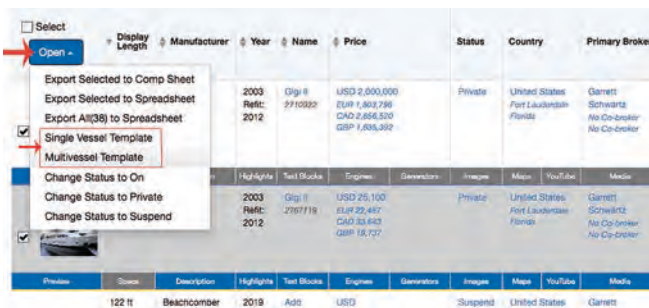 Select
Open
Display Length Manufacturer Year Name Price Status Country Primary Broke
Export Selected to Comp Sheet
Export Selected to Spreadsheet
Export All(38) to Spreadsheet
Single Vessel Template
Multivessel Template
Change Status to On
Change Status to Private
Change Status to Suspend
2003 Gigi II USD 2,000,000 Private United States Garrett
Refit: Fort Lauderdale Schwartz
2012 Florida No Co-broker
No Co-broker
Highlights Text Blocks Engines Generators Images Maps YouTube Media
2003 Gigi II USD 25,100 Private United States Garrett
Refit: 2767119 Fort Lauderdale Schwartz
2012 Florida No Co-broker
No Co-broker
Preview Space Description Highlights Text Blocks Engines Generators Images Maps YouTube Media
122 ft Beachcomber 2019 Add USD Suspend United States Garrett